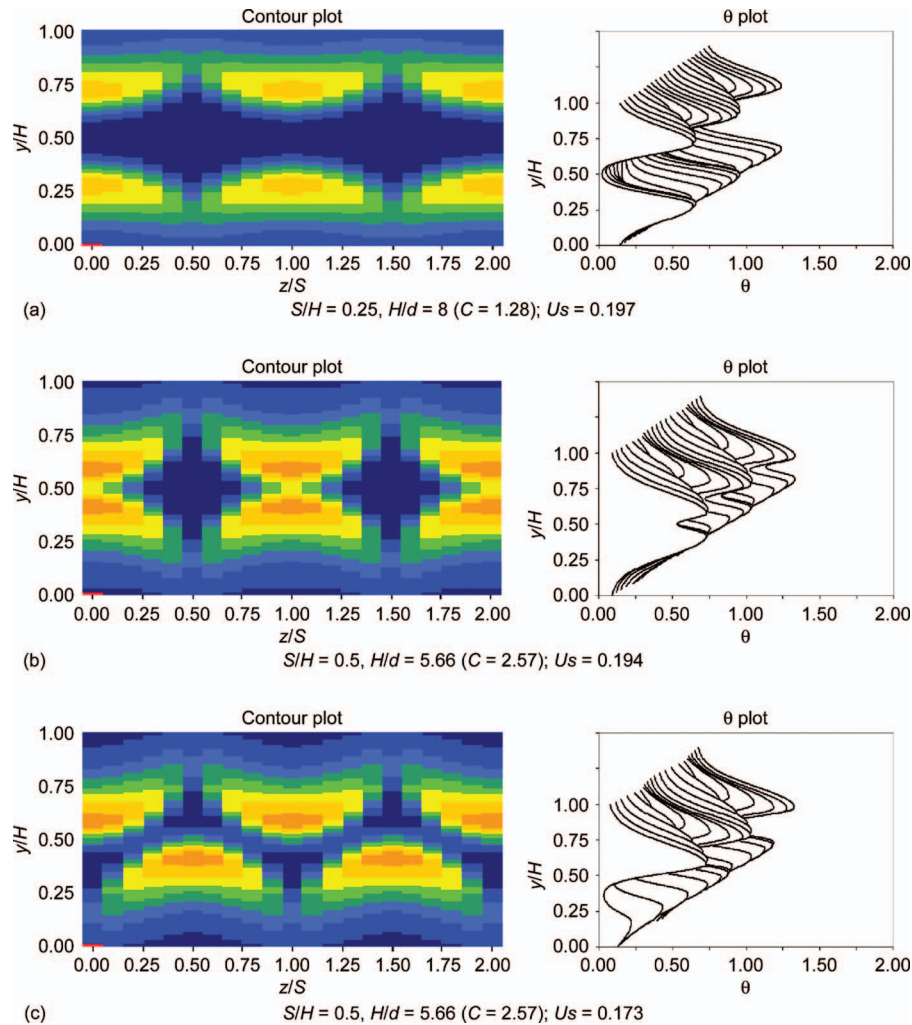 Contour plot
θ plot
1.00
0.75
0.50
0.25
0.00
y/H
0.00 0.25 0.50 0.75 1.00 1.25 1.50 1.75 2.00
z/S
1.00
0.75
0.50
0.25
0.00
y/H
0.00 0.50 1.00 1.50 2.00
θ
(a) S/H = 0.25, H/d = 8 (C = 1.28); Us = 0.197
Contour plot
θ plot
1.00
0.75
0.50
0.25
0.00
y/H
0.00 0.25 0.50 0.75 1.00 1.25 1.50 1.75 2.00
z/S
1.00
0.75
0.50
0.25
0.00
y/H
0.00 0.50 1.00 1.50 2.00
θ
(b) S/H = 0.5, H/d = 5.66 (C = 2.57); Us = 0.194
Contour plot
θ plot
1.00
0.75
0.50
0.25
0.00
y/H
0.00 0.25 0.50 0.75 1.00 1.25 1.50 1.75 2.00
z/S
1.00
0.75
0.50
0.25
0.00
y/H
0.00 0.50 1.00 1.50 2.00
θ
(c) S/H = 0.5, H/d = 5.66 (C = 2.57); Us = 0.173